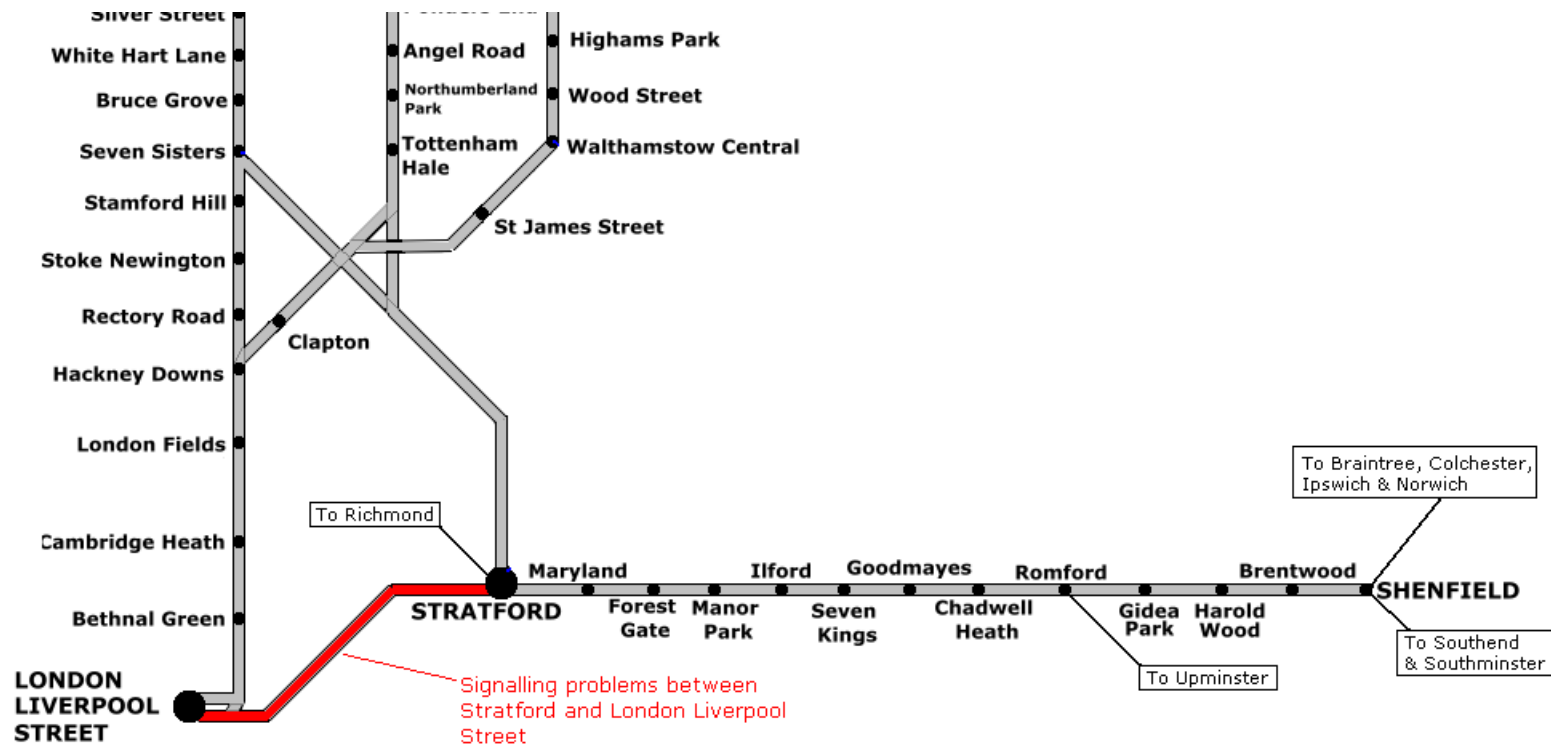 Silver Street
White Hart Lane
Bruce Grove
Seven Sisters
Stamford Hill
Stoke Newington
Rectory Road
Hackney Downs
London Fields
Cambridge Heath
Bethnal Green
LONDON
LIVERPOOL
STREET
Ponders End
Angel Road
Northumberland
Park
Tottenham
Hale
Clapton
Highams Park
Wood Street
Walthamstow Central
St James Street
To Richmond
STRATFORD
Maryland
Forest
Gate
Manor
Park
Ilford
Seven
Kings
Goodmayes
Chadwell
Heath
Romford
Gidea
Park
Harold
Wood
Brentwood
SHENFIELD
To Braintree, Colchester,
Ipswich & Norwich
To Southend
& Southminster
To Upminster
Signalling problems between
Stratford and London Liverpool
Street